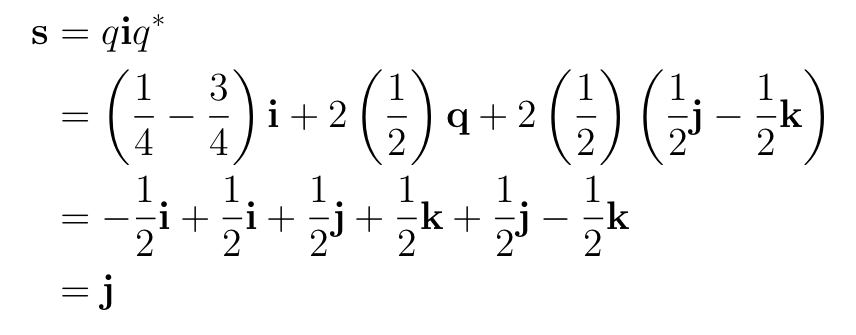 s = qiq*
= (1/4 − 3/4) i + 2 (1/2) q + 2 (1/2) (1/2 j − 1/2 k)
= −1/2 i + 1/2 i + 1/2 j + 1/2 k + 1/2 j − 1/2 k
= j